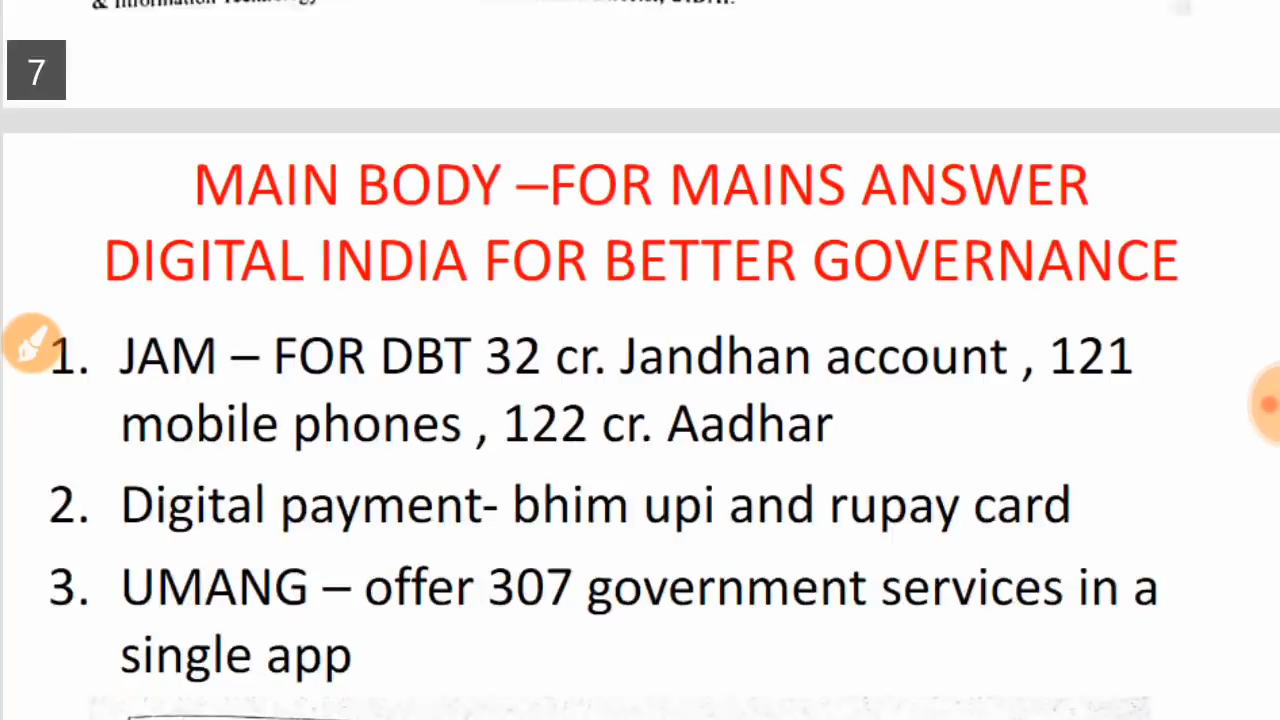 & Information Technology
7
MAIN BODY –FOR MAINS ANSWER
DIGITAL INDIA FOR BETTER GOVERNANCE
1. JAM – FOR DBT 32 cr. Jandhan account , 121
mobile phones , 122 cr. Aadhar
2. Digital payment- bhim upi and rupay card
3. UMANG – offer 307 government services in a
single app